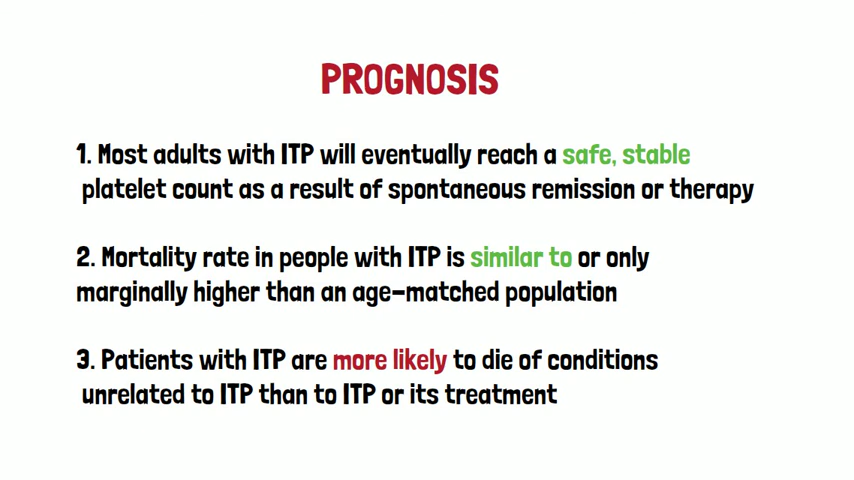 PROGNOSIS
1. Most adults with ITP will eventually reach a safe, stable
platelet count as a result of spontaneous remission or therapy
2. Mortality rate in people with ITP is similar to or only
marginally higher than an age-matched population
3. Patients with ITP are more likely to die of conditions
unrelated to ITP than to ITP or its treatment